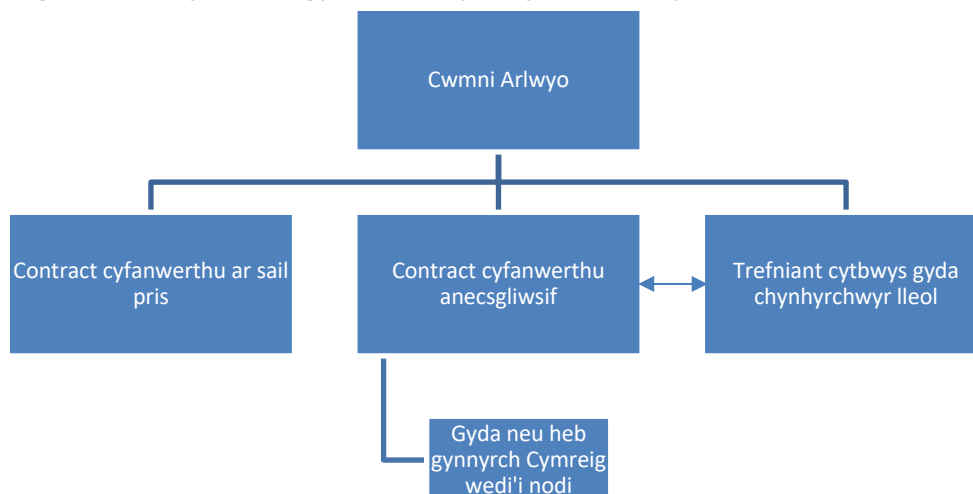 Cwmni Arlwyo
Contract cyfanwerthu ar sail
pris
Contract cyfanwerthu
anecsgliwsif
Trefniant cytbwys gyda
chynhyrchwyr lleol
Gyda neu heb
gynnyrch Cymreig
wedi'i nodi